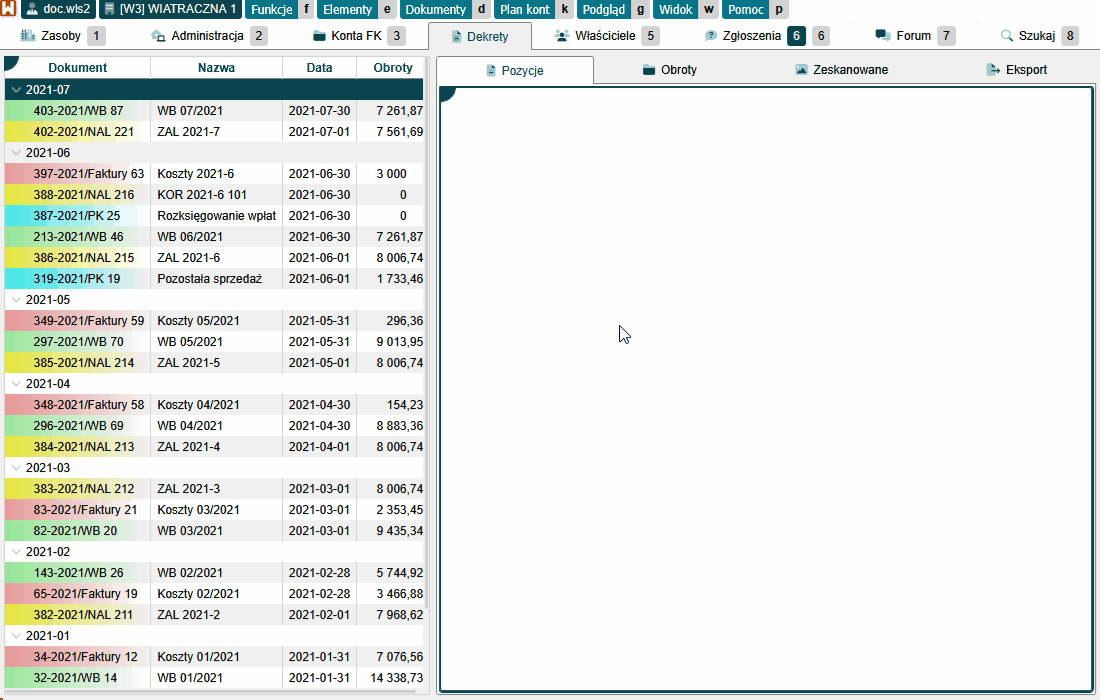 doc.wls2 [W3] WIATRACZNA 1 Funkcje f Elementy e Dokumenty d Plan kont k Podgląd g Widok w Pomoc p
Zasoby 1 Administracja 2 Konta FK 3 Dekrety Właściciele 5 Zgłoszenia 6 6 Forum 7 Szukaj 8
Dokument Nazwa Data Obroty
Pozycje Obroty Zeskanowane Eksport
2021-07
403-2021/WB 87 WB 07/2021 2021-07-30 7 261,87
402-2021/NAL 221 ZAL 2021-7 2021-07-01 7 561,69
2021-06
397-2021/Faktury 63 Koszty 2021-6 2021-06-30 3 000
388-2021/NAL 216 KOR 2021-6 101 2021-06-30 0
387-2021/PK 25 Rozksięgowanie wpłat 2021-06-30 0
213-2021/WB 46 WB 06/2021 2021-06-30 7 261,87
386-2021/NAL 215 ZAL 2021-6 2021-06-01 8 006,74
319-2021/PK 19 Pozostała sprzedaż 2021-06-01 1 733,46
2021-05
349-2021/Faktury 59 Koszty 05/2021 2021-05-31 296,36
297-2021/WB 70 WB 05/2021 2021-05-31 9 013,95
385-2021/NAL 214 ZAL 2021-5 2021-05-01 8 006,74
2021-04
348-2021/Faktury 58 Koszty 04/2021 2021-04-30 154,23
296-2021/WB 69 WB 04/2021 2021-04-30 8 883,36
384-2021/NAL 213 ZAL 2021-4 2021-04-01 8 006,74
2021-03
383-2021/NAL 212 ZAL 2021-3 2021-03-01 8 006,74
83-2021/Faktury 21 Koszty 03/2021 2021-03-01 2 353,45
82-2021/WB 20 WB 03/2021 2021-03-01 9 435,34
2021-02
143-2021/WB 26 WB 02/2021 2021-02-28 5 744,92
65-2021/Faktury 19 Koszty 02/2021 2021-02-28 3 466,88
382-2021/NAL 211 ZAL 2021-2 2021-02-01 7 968,62
2021-01
34-2021/Faktury 12 Koszty 01/2021 2021-01-31 7 076,56
32-2021/WB 14 WB 01/2021 2021-01-31 14 338,73